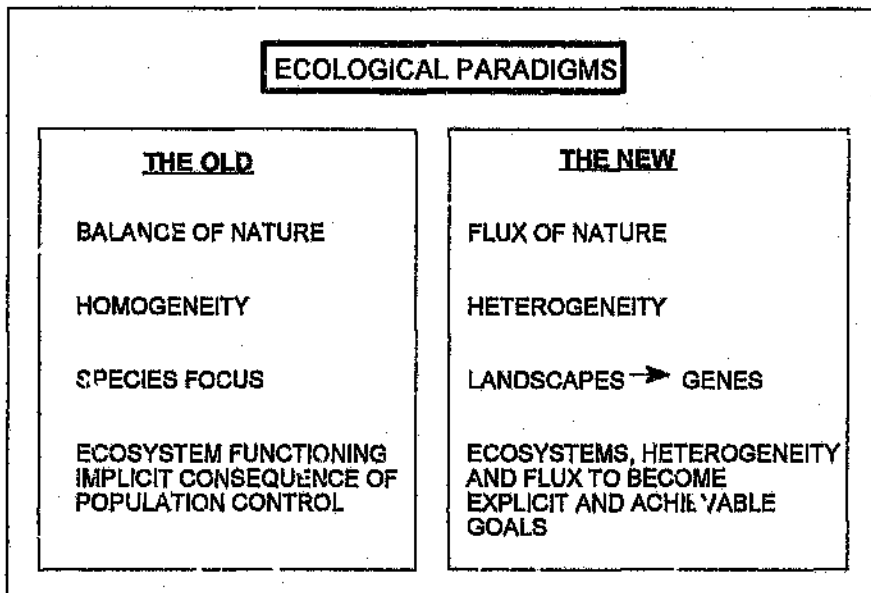 ECOLOGICAL PARADIGMS
THE OLD
BALANCE OF NATURE
HOMOGENEITY
SPECIES FOCUS
ECOSYSTEM FUNCTIONING
IMPLICIT CONSEQUENCE OF
POPULATION CONTROL
THE NEW
FLUX OF NATURE
HETEROGENEITY
LANDSCAPES → GENES
ECOSYSTEMS, HETEROGENEITY
AND FLUX TO BECOME
EXPLICIT AND ACHIEVABLE
GOALS